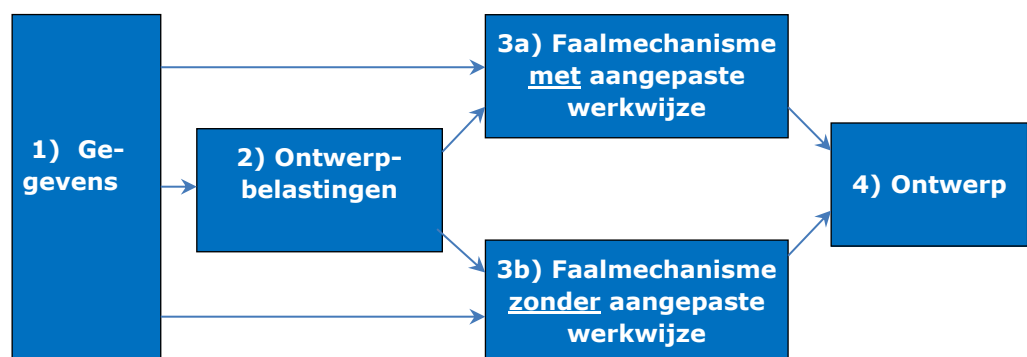 1) Ge-
gevens
2) Ontwerp-
belastingen
3a) Faalmechanisme
met aangepaste
werkwijze
3b) Faalmechanisme
zonder aangepaste
werkwijze
4) Ontwerp